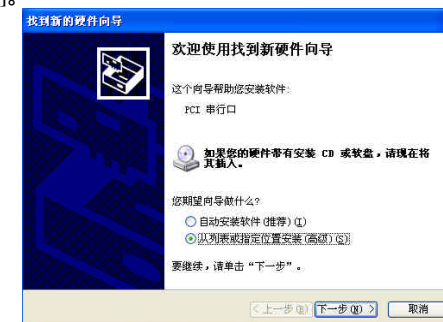 ]。
找到新的硬件向导
欢迎使用找到新硬件向导
这个向导帮助您安装软件:
PCI 串行口
如果您的硬件带有安装 CD 或软盘，请现在将
其插入。
您期望向导做什么?
自动安装软件(推荐)(I)
从列表或指定位置安装(高级)(S)
要继续，请单击“下一步”。
<上一步(B) 下一步(N) > 取消